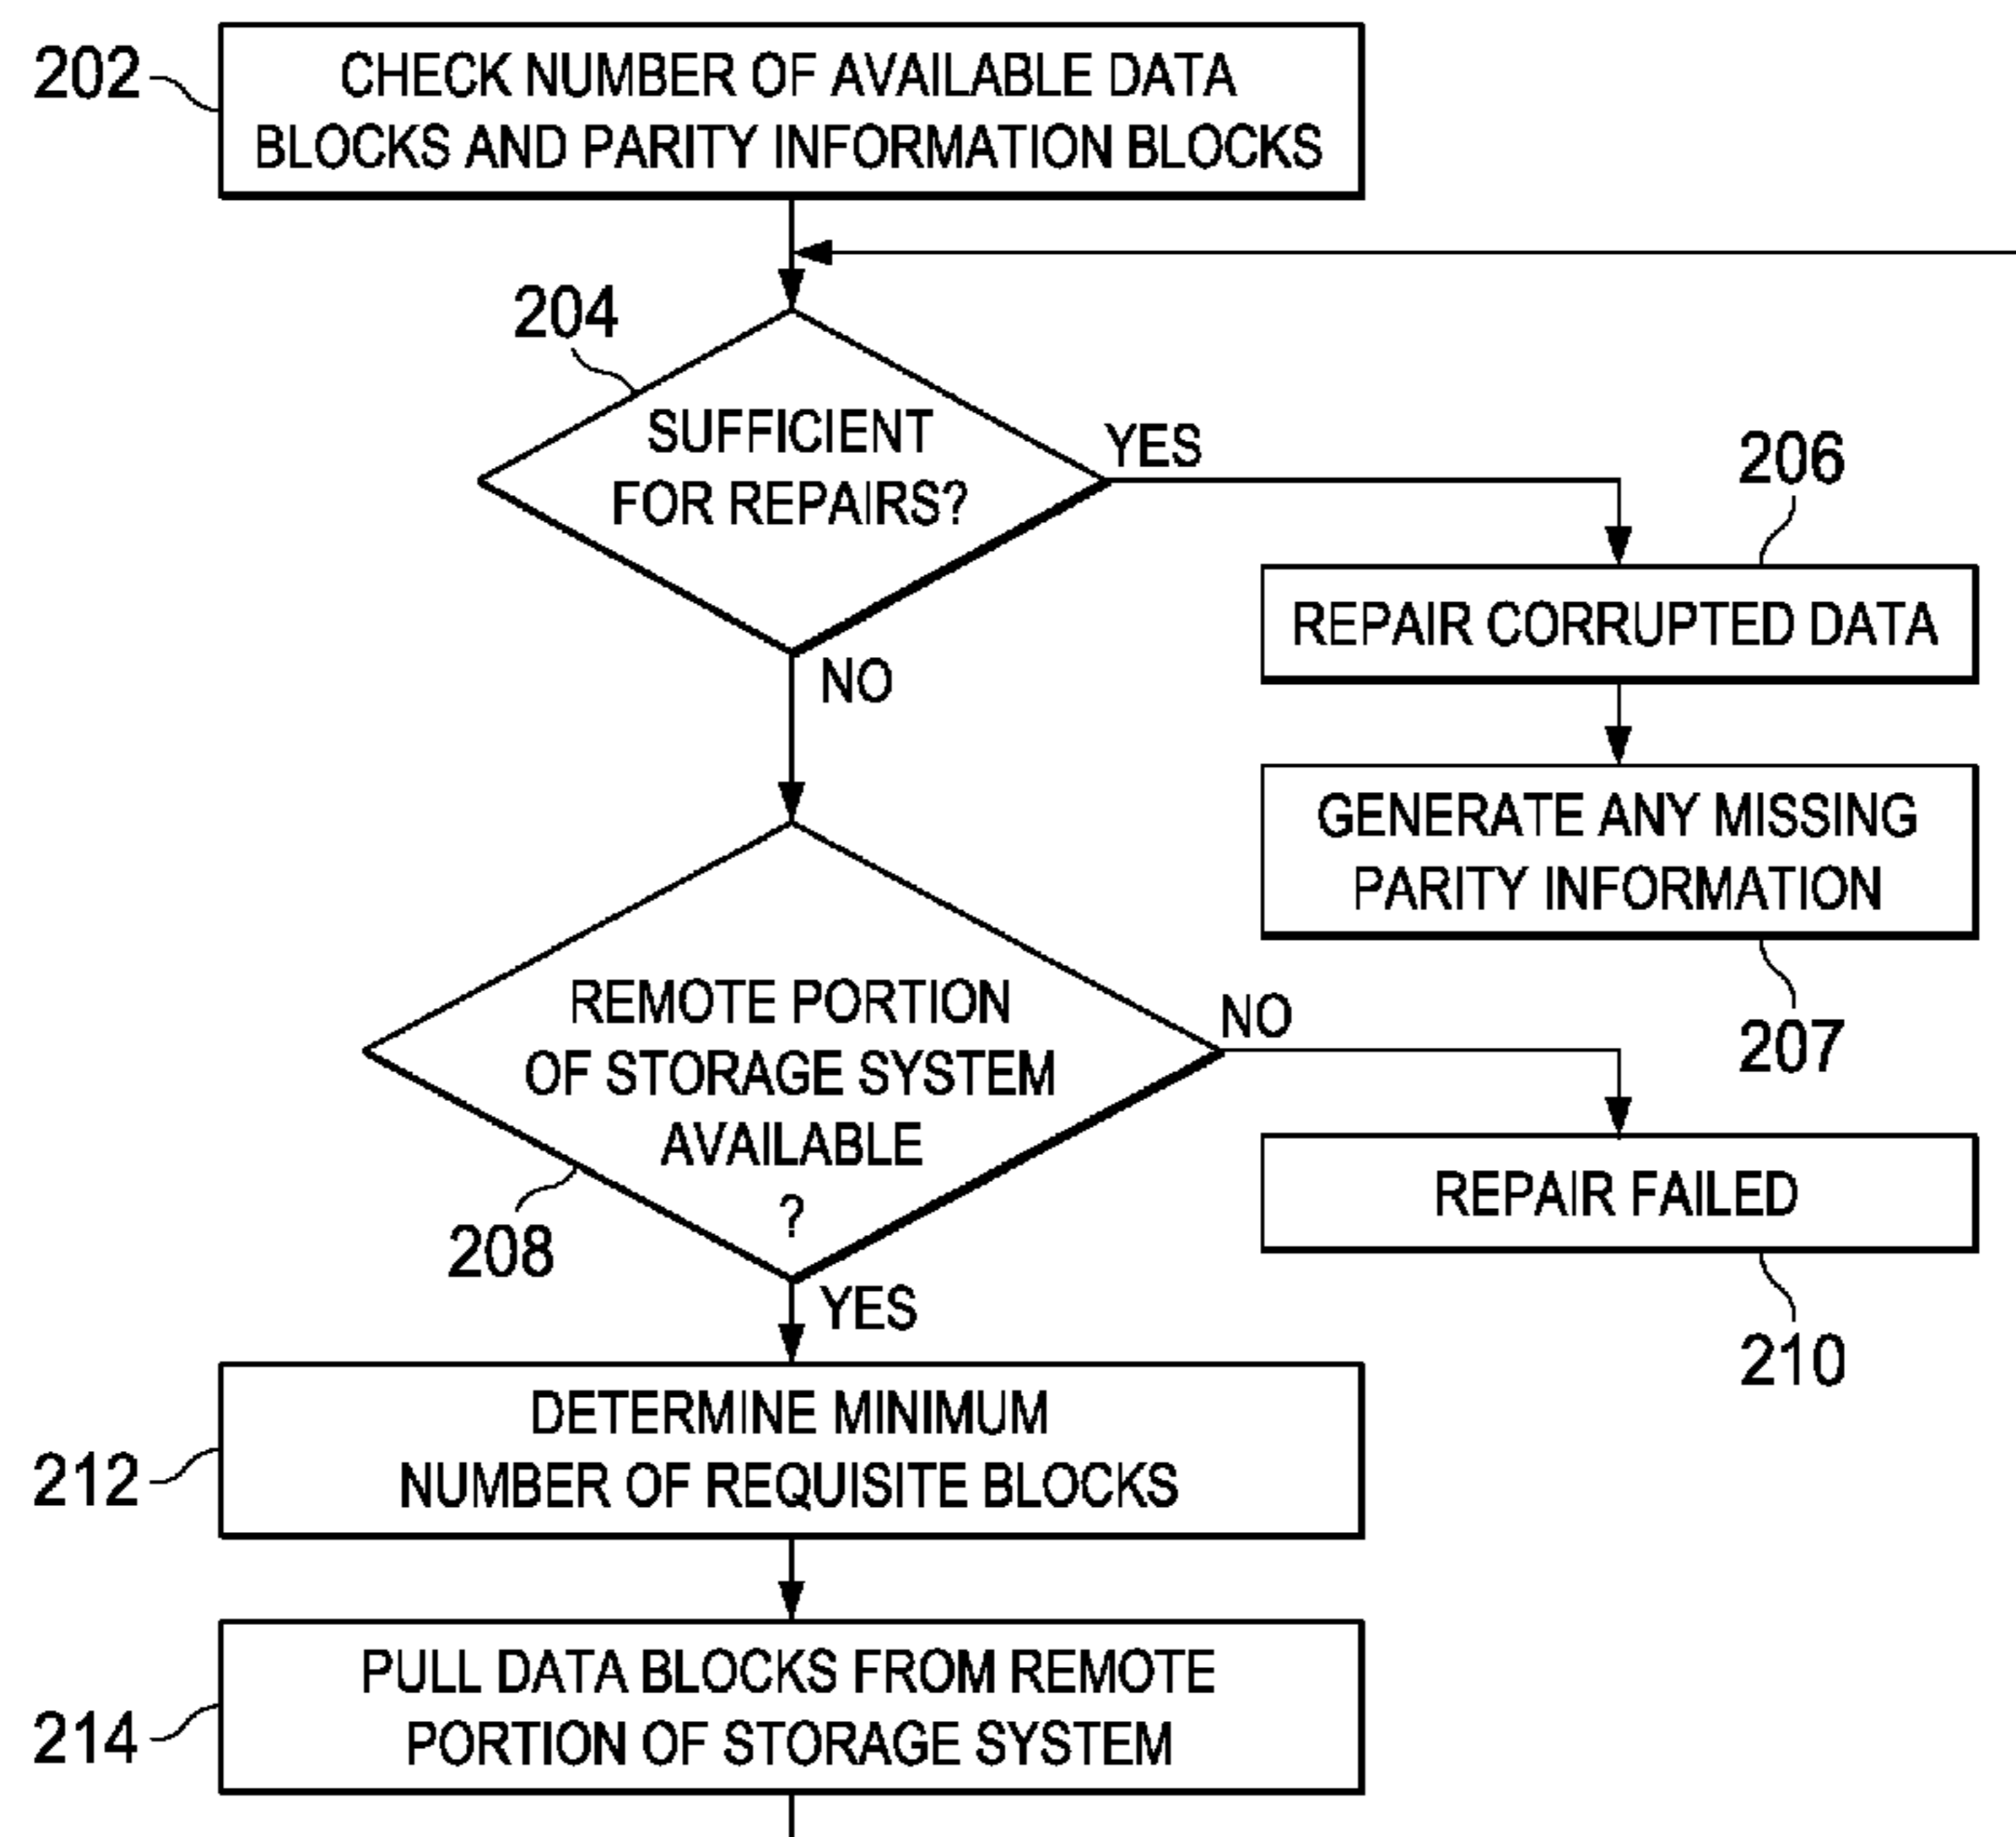 202
CHECK NUMBER OF AVAILABLE DATA
BLOCKS AND PARITY INFORMATION BLOCKS
204
SUFFICIENT
FOR REPAIRS?
YES
NO
206
REPAIR CORRUPTED DATA
GENERATE ANY MISSING
PARITY INFORMATION
207
REMOTE PORTION
OF STORAGE SYSTEM
AVAILABLE
?
NO
YES
208
REPAIR FAILED
210
212
DETERMINE MINIMUM
NUMBER OF REQUISITE BLOCKS
214
PULL DATA BLOCKS FROM REMOTE
PORTION OF STORAGE SYSTEM